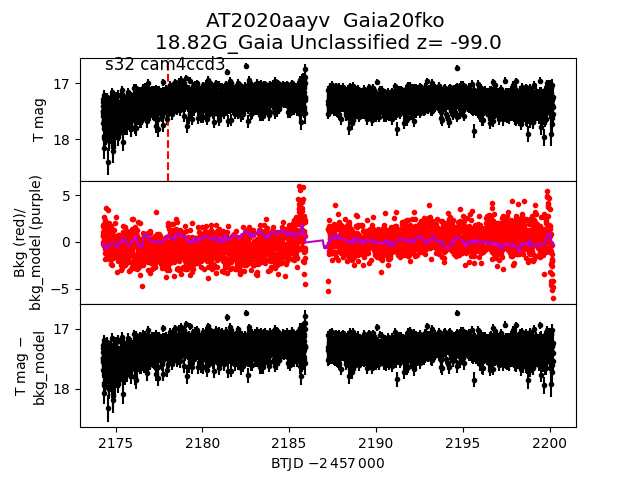 AT2020aayv  Gaia20fko
18.82G_Gaia Unclassified z= -99.0
s32 cam4ccd3
17
18
T mag
5
0
−5
Bkg (red)/
bkg_model (purple)
17
18
T mag −
bkg_model
2175
2180
2185
2190
2195
2200
BTJD −2 457 000